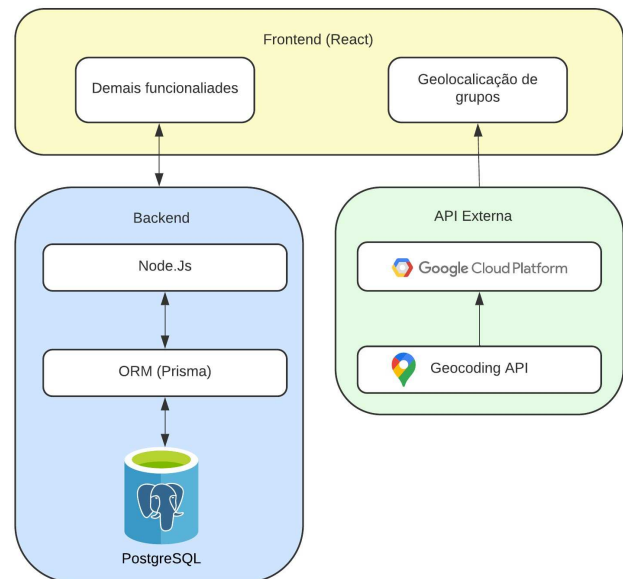 Frontend (React)
Demais funcionaliades
Geolocalicação de
grupos
Backend
Node.Js
ORM (Prisma)
PostgreSQL
API Externa
Google Cloud Platform
Geocoding API